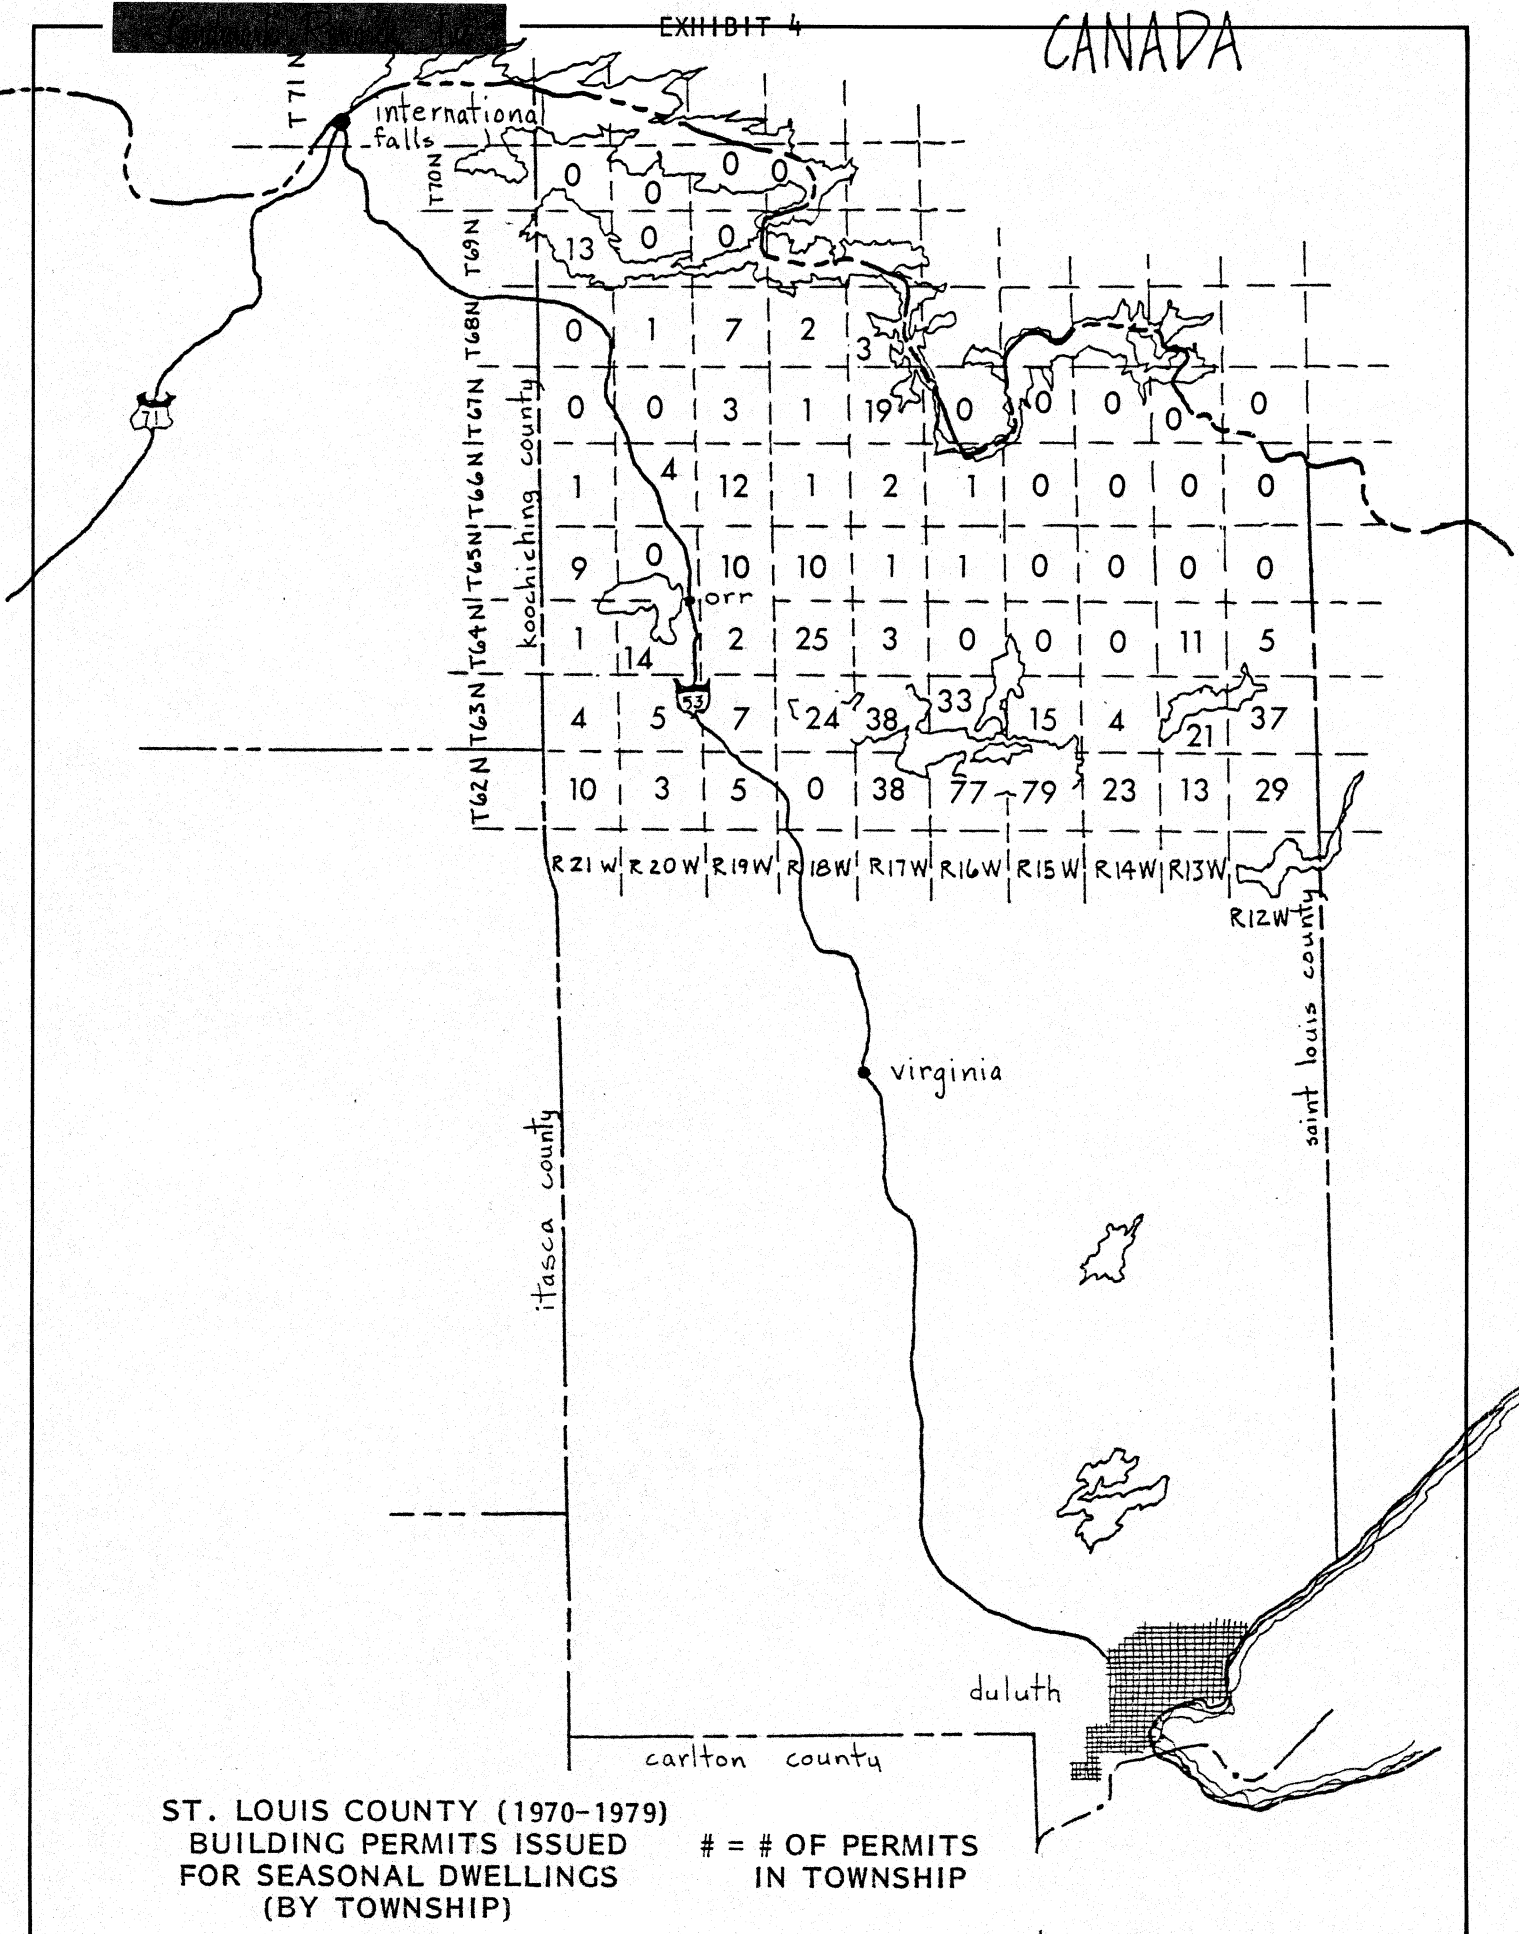 EXHIBIT 4
CANADA
T71N
international
falls
T70N
0 0 0 0
T69N
13 0 0
T68N
0 1 7 2 3
T67N
0 0 3 1 19 0 0 0 0 0
T66N
1 4 12 1 2 1 0 0 0 0
T65N
9 0 10 10 1 1 0 0 0 0
orr
T64N
1 14 2 25 3 0 0 0 11 5
T63N
4 5 7 24 38 33 15 4 21 37
T62N
10 3 5 0 38 77 79 23 13 29
R21W R20W R19W R18W R17W R16W R15W R14W R13W
R12W
71
53
koochiching county
virginia
saint louis county
itasca county
duluth
carlton county
ST. LOUIS COUNTY (1970-1979)
BUILDING PERMITS ISSUED
FOR SEASONAL DWELLINGS
(BY TOWNSHIP)
# = # OF PERMITS
IN TOWNSHIP